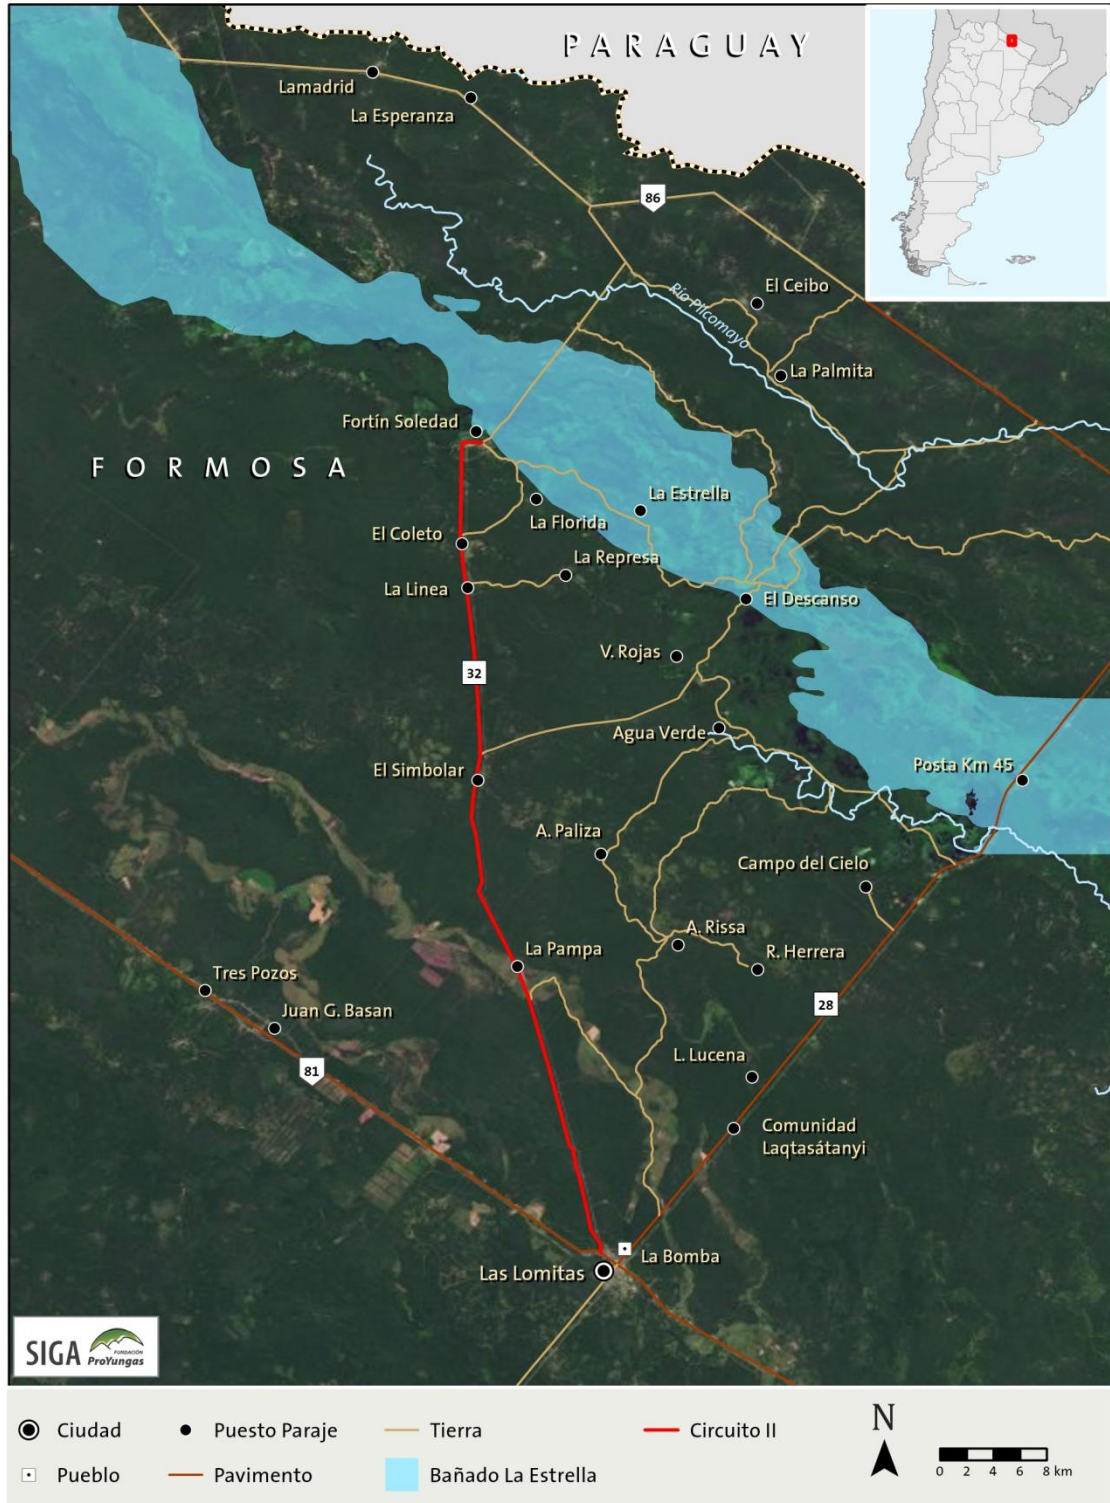 PARAGUAY
Lamadrid
La Esperanza
86
El Ceibo
Río Pilcomayo
La Palmita
Fortín Soledad
FORMOSA
La Estrella
La Florida
El Coleto
La Represa
La Linea
El Descanso
V. Rojas
32
Agua Verde
El Simbolar
Posta Km 45
A. Paliza
Campo del Cielo
A. Rissa
La Pampa
R. Herrera
Tres Pozos
28
Juan G. Basan
L. Lucena
81
Comunidad
Laqtasátanyi
La Bomba
Las Lomitas
SIGA
FUNDACIÓN
ProYungas
Ciudad
Puesto Paraje
Tierra
Circuito II
N
Pueblo
Pavimento
Bañado La Estrella
0 2 4 6 8 km